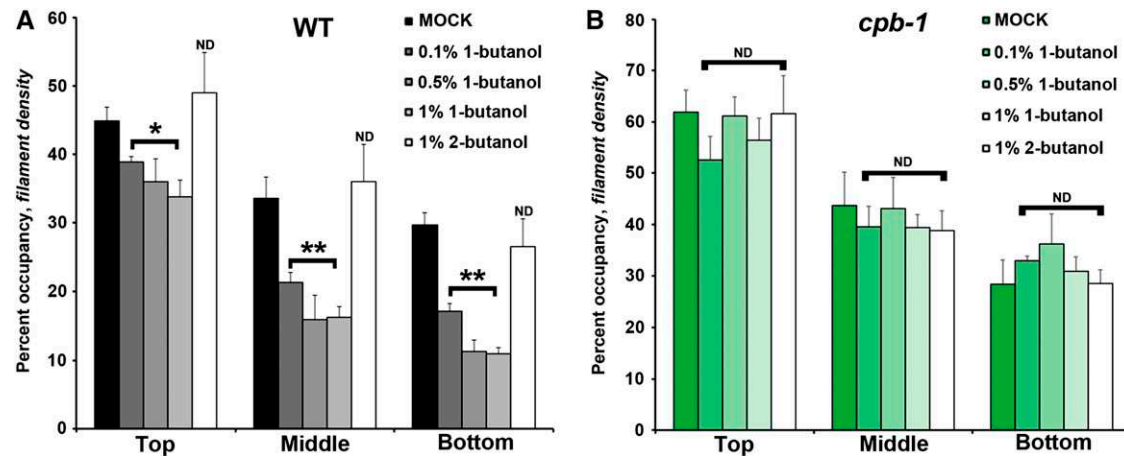 A
WT
Percent occupancy, filament density
60
50
40
30
20
10
0
ND
*
ND
**
ND
**
MOCK
0.1% 1-butanol
0.5% 1-butanol
1% 1-butanol
1% 2-butanol
Top Middle Bottom
B
cpb-1
Percent occupancy, filament density
80
70
60
50
40
30
20
10
0
ND
ND
ND
MOCK
0.1% 1-butanol
0.5% 1-butanol
1% 1-butanol
1% 2-butanol
Top Middle Bottom